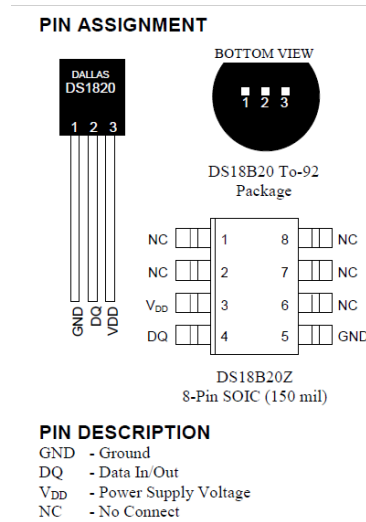 PIN ASSIGNMENT
BOTTOM VIEW
DALLAS
DS1820
1 2 3
1 2 3
GND
DQ
VDD
DS18B20 To-92
Package
NC 1 8 NC
NC 2 7 NC
VDD 3 6 NC
DQ 4 5 GND
DS18B20Z
8-Pin SOIC (150 mil)
PIN DESCRIPTION
GND - Ground
DQ - Data In/Out
VDD - Power Supply Voltage
NC - No Connect